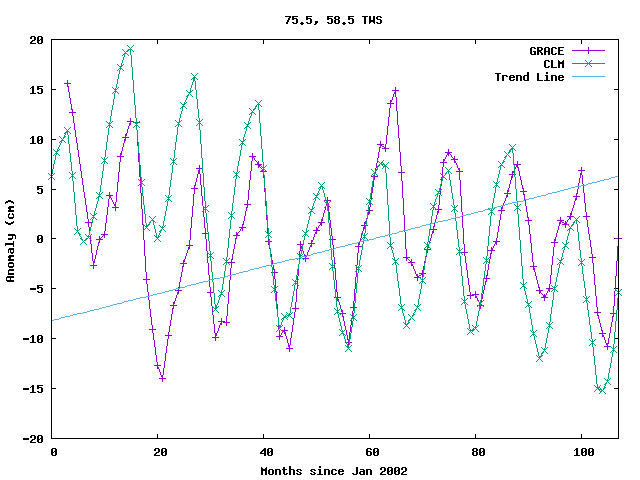 75.5, 58.5 TWS
GRACE
CLM
Trend Line
20
15
10
5
0
-5
-10
-15
-20
Anomaly (cm)
0 20 40 60 80 100
Months since Jan 2002